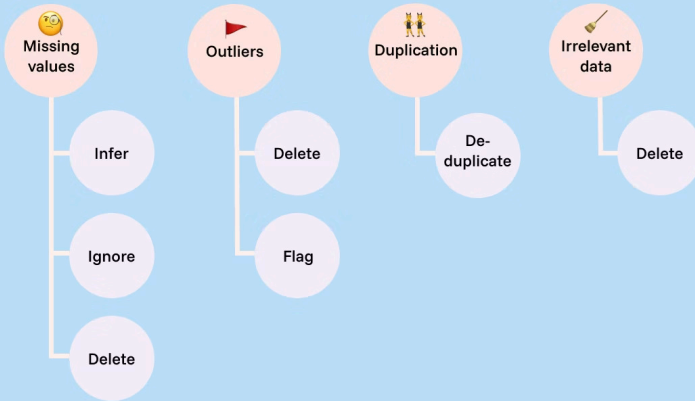 Missing
values
Infer
Ignore
Delete
Outliers
Delete
Flag
Duplication
De-
duplicate
Irrelevant
data
Delete